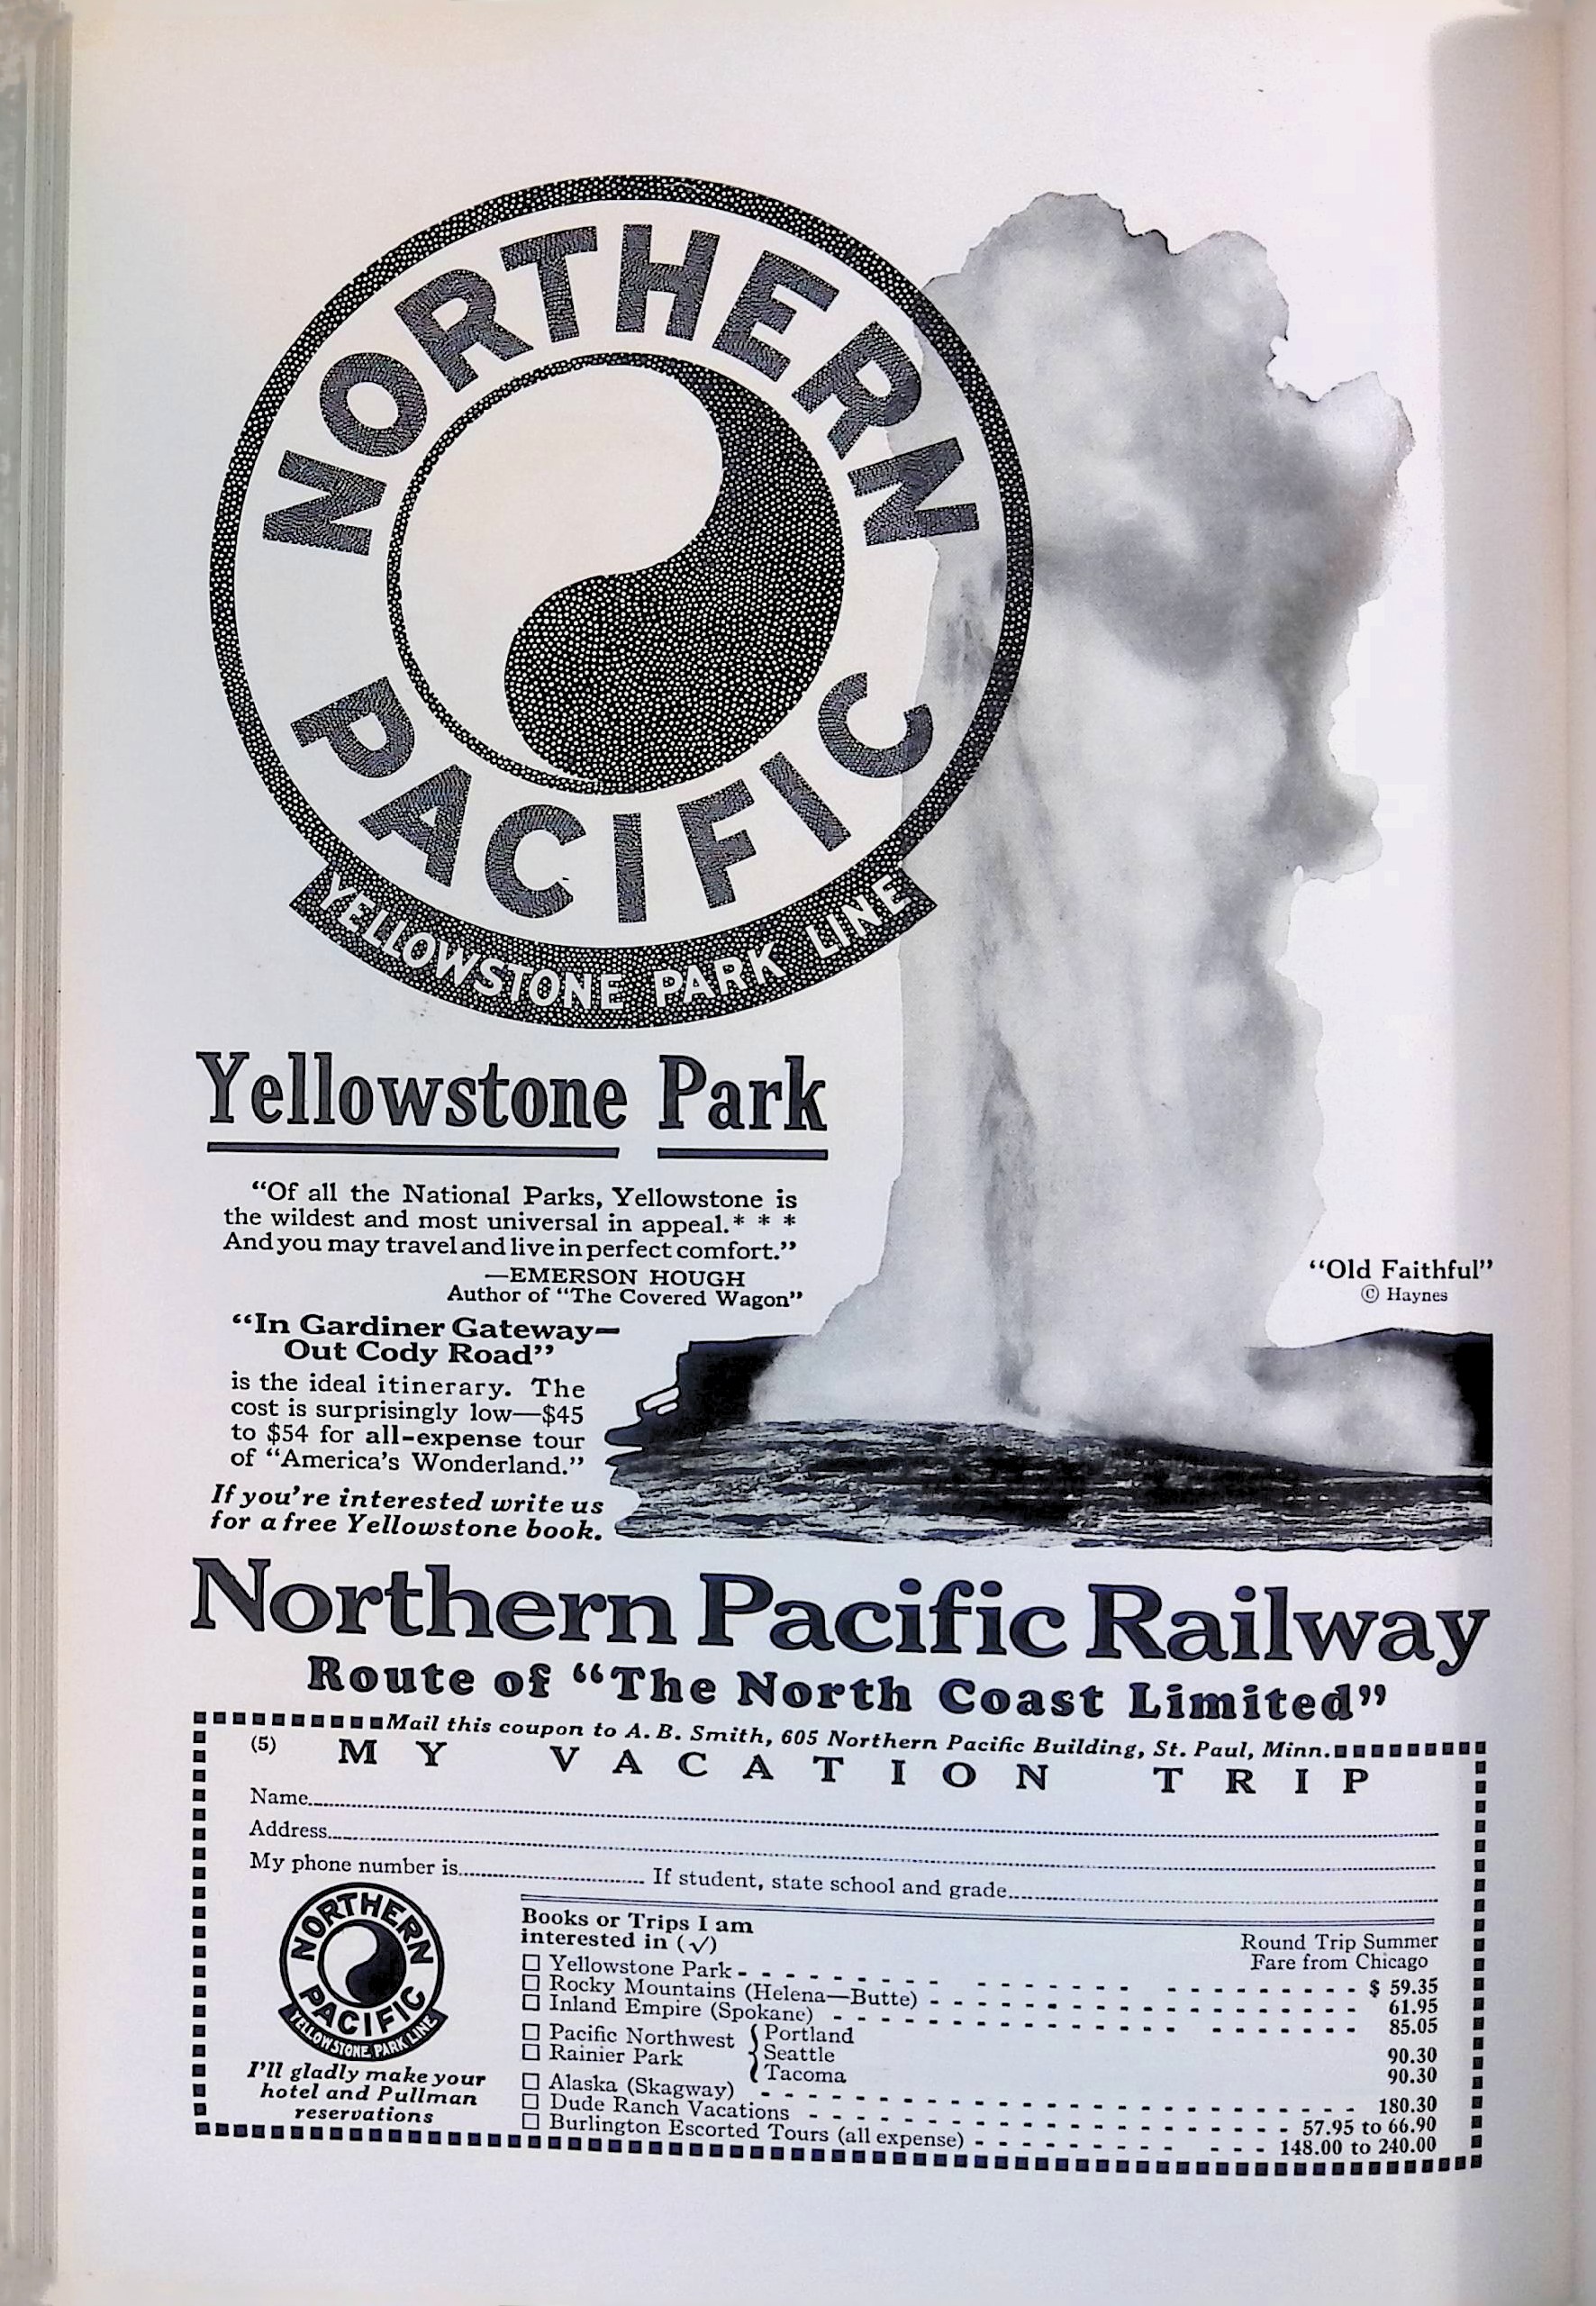 NORTHERN
PACIFIC
YELLOWSTONE PARK LINE
Yellowstone Park
“Of all the National Parks, Yellowstone is
the wildest and most universal in appeal.* * *
And you may travel and live in perfect comfort.”
—EMERSON HOUGH
Author of “The Covered Wagon”
“Old Faithful”
© Haynes
“In Gardiner Gateway—
Out Cody Road”
is the ideal itinerary. The
cost is surprisingly low—$45
to $54 for all-expense tour
of “America's Wonderland.”
If you're interested write us
for a free Yellowstone book.
Northern Pacific Railway
Route of “The North Coast Limited”
Mail this coupon to A. B. Smith, 605 Northern Pacific Building, St. Paul, Minn.
(5) MY VACATION TRIP
Name
Address
My phone number is If student, state school and grade
NORTHERN
PACIFIC
YELLOWSTONE PARK LINE
I'll gladly make your
hotel and Pullman
reservations
Books or Trips I am
interested in (√)
Round Trip Summer
Fare from Chicago
☐ Yellowstone Park - - - $ 59.35
☐ Rocky Mountains (Helena—Butte) - - - 61.95
☐ Inland Empire (Spokane) - - - 85.05
☐ Pacific Northwest { Portland
☐ Rainier Park { Seattle 90.30
{ Tacoma 90.30
☐ Alaska (Skagway) - - - 180.30
☐ Dude Ranch Vacations - - - 57.95 to 66.90
☐ Burlington Escorted Tours (all expense) - - - 148.00 to 240.00